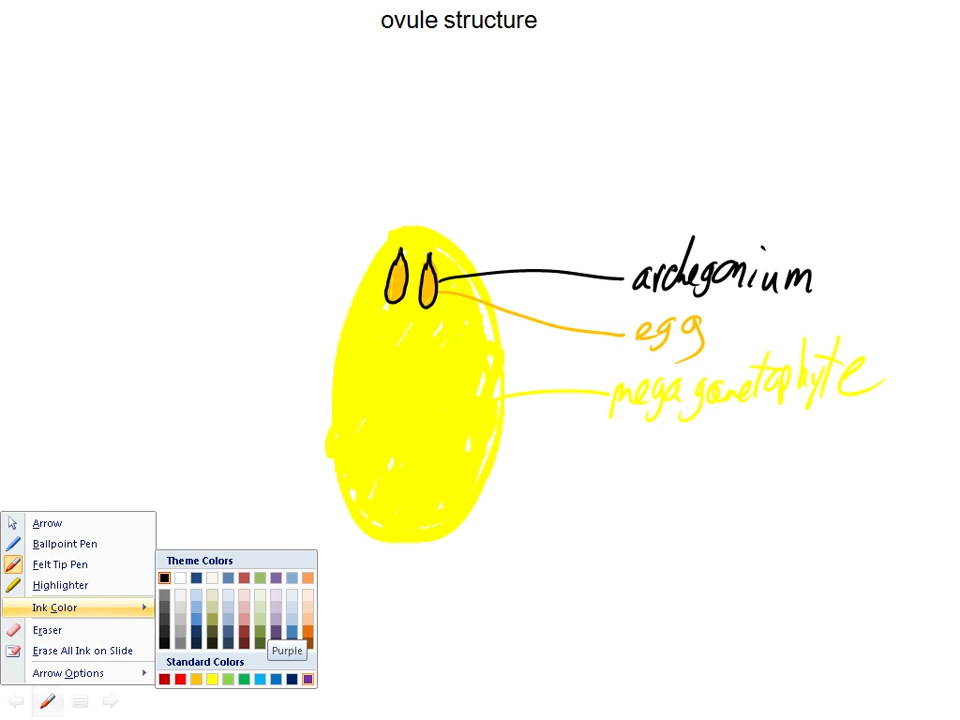 ovule structure
archegonium
egg
mega gametophyte
Arrow
Ballpoint Pen
Felt Tip Pen
Highlighter
Ink Color
Eraser
Erase All Ink on Slide
Arrow Options
Theme Colors
Purple
Standard Colors